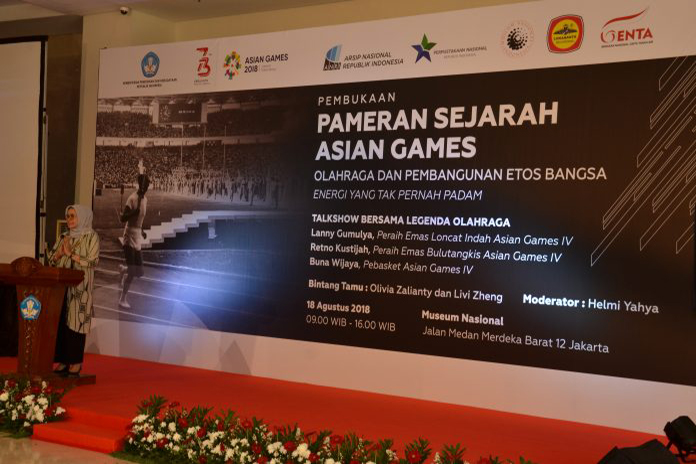 ASIAN GAMES
2018
ARSIP NASIONAL
REPUBLIK INDONESIA
PERPUSTAKAAN NASIONAL
REPUBLIK INDONESIA
GENTA
PEMBUKAAN
PAMERAN SEJARAH
ASIAN GAMES
OLAHRAGA DAN PEMBANGUNAN ETOS BANGSA
ENERGI YANG TAK PERNAH PADAM
TALKSHOW BERSAMA LEGENDA OLAHRAGA
Lanny Gumulya, Peraih Emas Loncat Indah Asian Games IV
Retno Kustijah, Peraih Emas Bulutangkis Asian Games IV
Buna Wijaya, Pebasket Asian Games IV
Bintang Tamu : Olivia Zalianty dan Livi Zheng
Moderator : Helmi Yahya
18 Agustus 2018
09.00 WIB - 16.00 WIB
Museum Nasional
Jalan Medan Merdeka Barat 12 Jakarta